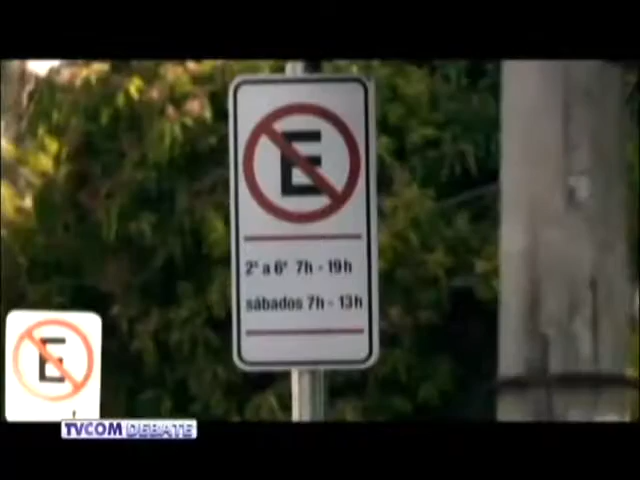 E
2ª a 6ª 7h - 19h
sábados 7h - 13h
E
TVCOM DEBATE